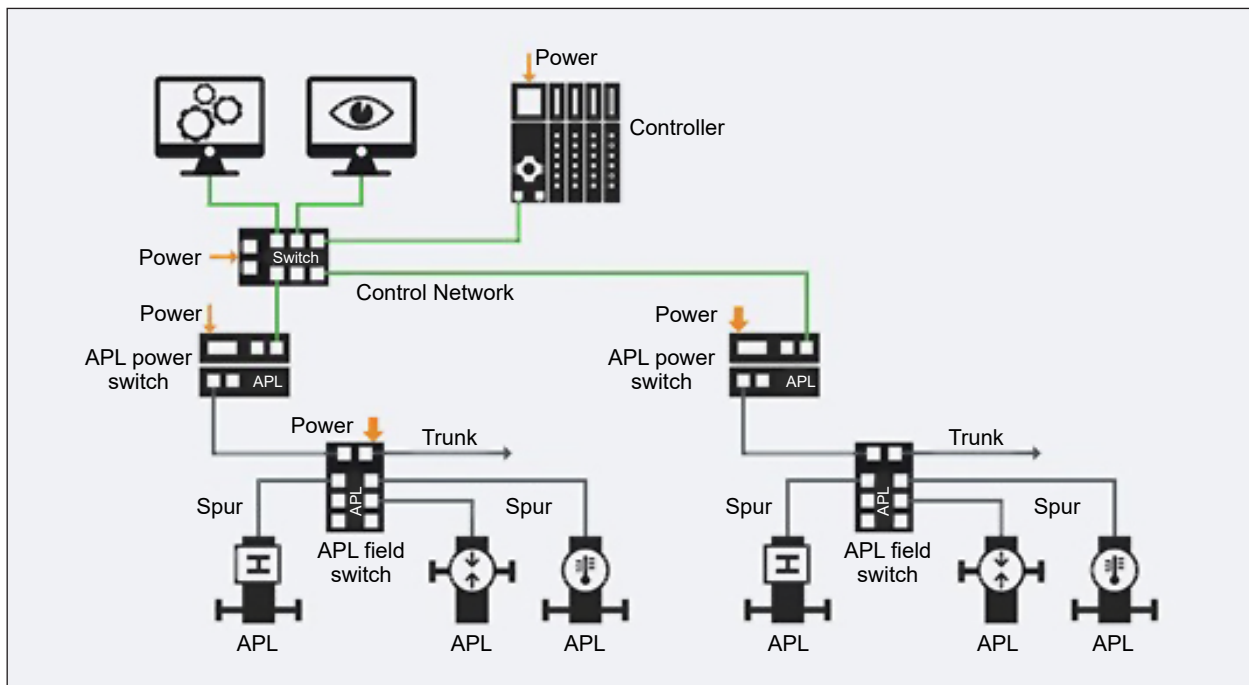 Power
Controller
Power
Switch
Control Network
Power
APL power
switch
APL
Power
APL power
switch
APL
Power
Trunk
Spur
APL
Spur
APL field
switch
APL
APL
APL
Trunk
Spur
APL
Spur
APL field
switch
APL
APL
APL